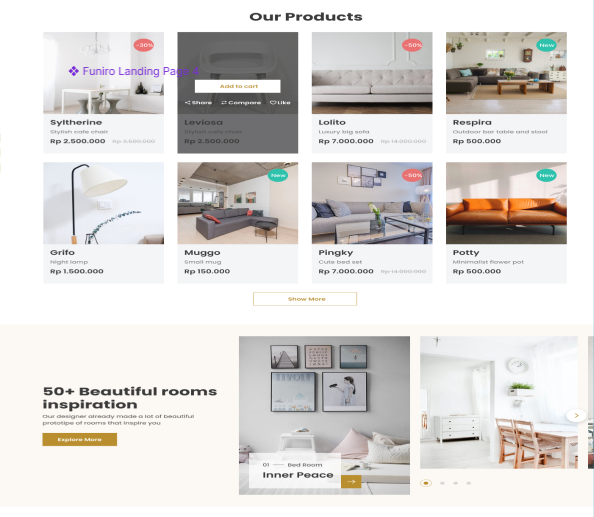 Our Products
-30%
-50%
New
❖ Funiro Landing Pag
Add to cart
Share Compare Like
Syltherine
Leviosa
Lolito
Respira
Stylish cafe chair
Stylish cafe chair
Luxury big sofa
Outdoor bar table and stool
Rp 2.500.000 Rp 3.500.000
Rp 2.500.000
Rp 7.000.000 Rp 14.000.000
Rp 500.000
New
-50%
New
Grifo
Muggo
Pingky
Potty
Night lamp
Small mug
Cute bed set
Minimalist flower pot
Rp 1.500.000
Rp 150.000
Rp 7.000.000 Rp 14.000.000
Rp 500.000
Show More
50+ Beautiful rooms
inspiration
Our designer already made a lot of beautiful
prototipe of rooms that inspire you
Explore More
01 Bed Room
Inner Peace